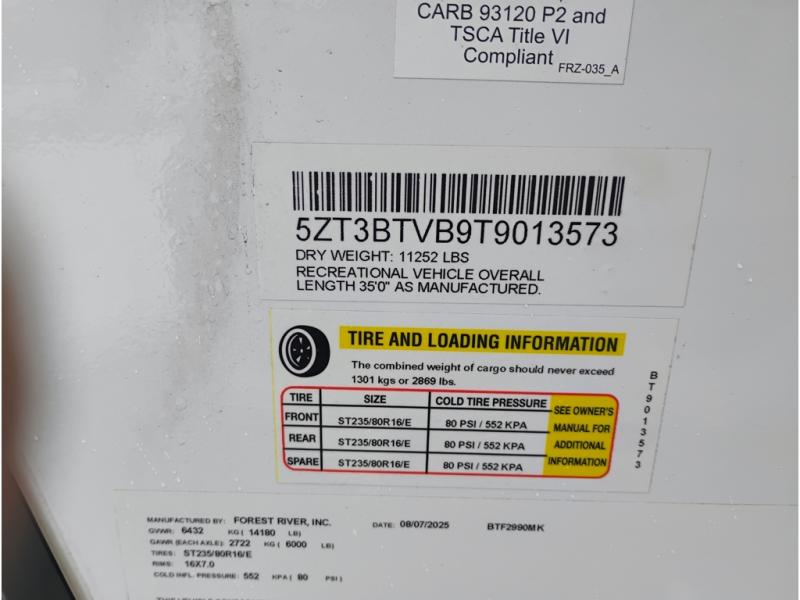 CARB 93120 P2 and
TSCA Title VI
Compliant
FRZ-035_A
5ZT3BTVB9T9013573
DRY WEIGHT: 11252 LBS
RECREATIONAL VEHICLE OVERALL
LENGTH 35'0" AS MANUFACTURED.
TIRE AND LOADING INFORMATION
The combined weight of cargo should never exceed
1301 kgs or 2869 lbs.
TIRE SIZE COLD TIRE PRESSURE
FRONT ST235/80R16/E 80 PSI / 552 KPA
REAR ST235/80R16/E 80 PSI / 552 KPA
SPARE ST235/80R16/E 80 PSI / 552 KPA
SEE OWNER'S
MANUAL FOR
ADDITIONAL
INFORMATION
BT9013573
MANUFACTURED BY: FOREST RIVER, INC. DATE: 08/07/2025 BTF2990MK
GVWR: 6432 KG ( 14180 LB)
GAWR (EACH AXLE): 2722 KG ( 6000 LB)
TIRES: ST235/80R16/E
RIMS: 16X7.0
COLD INFL. PRESSURE: 552 KPA ( 80 PSI)